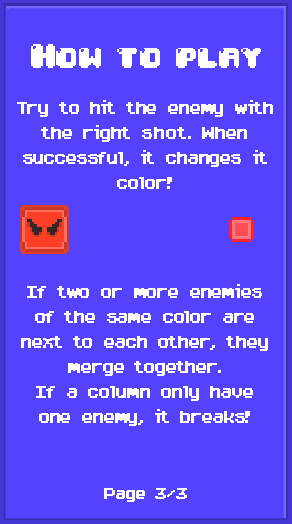 How to play
Try to hit the enemy with
the right shot. When
successful, it changes it
color!
If two or more enemies
of the same color are
next to each other, they
merge together.
If a column only have
one enemy, it breaks!
Page 3/3